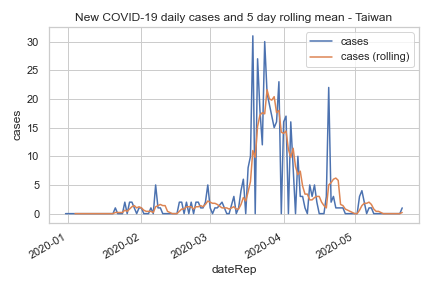 New COVID-19 daily cases and 5 day rolling mean - Taiwan
cases
cases (rolling)
30
25
20
15
10
5
0
cases
2020-01
2020-02
2020-03
2020-04
2020-05
dateRep